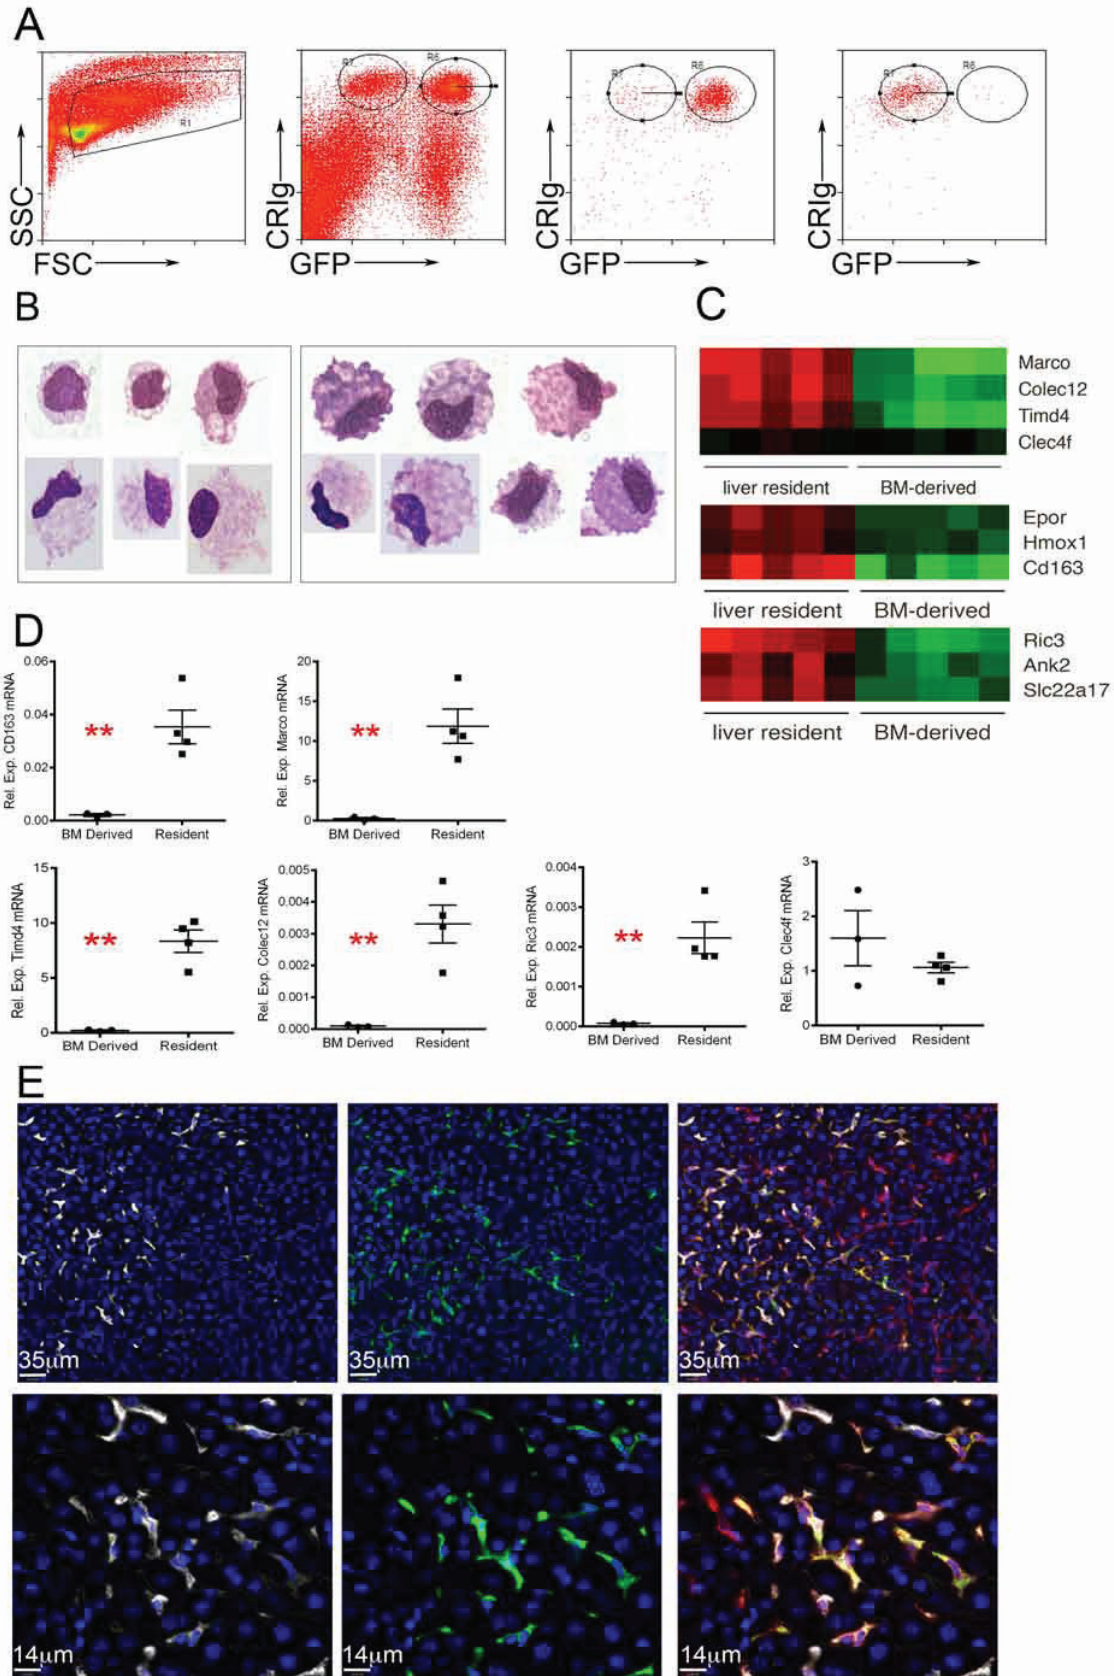 A
SSC
FSC
R1
CRIg
GFP
R7
R6
CRIg
GFP
R7
R6
CRIg
GFP
R7
R6
B
C
Marco
Colec12
Timd4
Clec4f
liver resident
BM-derived
Epor
Hmox1
Cd163
liver resident
BM-derived
Ric3
Ank2
Slc22a17
liver resident
BM-derived
D
Rel. Exp. CD163 mRNA
0.06
0.04
0.02
0.00
**
BM Derived
Resident
Rel. Exp. Marco mRNA
20
15
10
5
0
**
BM Derived
Resident
Rel. Exp. Timd4 mRNA
15
10
5
0
**
BM Derived
Resident
Rel. Exp. Colec12 mRNA
0.005
0.004
0.003
0.002
0.001
0.000
**
BM Derived
Resident
Rel. Exp. Ric3 mRNA
0.004
0.003
0.002
0.001
0.000
**
BM Derived
Resident
Rel. Exp. Clec4f mRNA
3
2
1
0
BM Derived
Resident
E
35μm
35μm
35μm
14μm
14μm
14μm